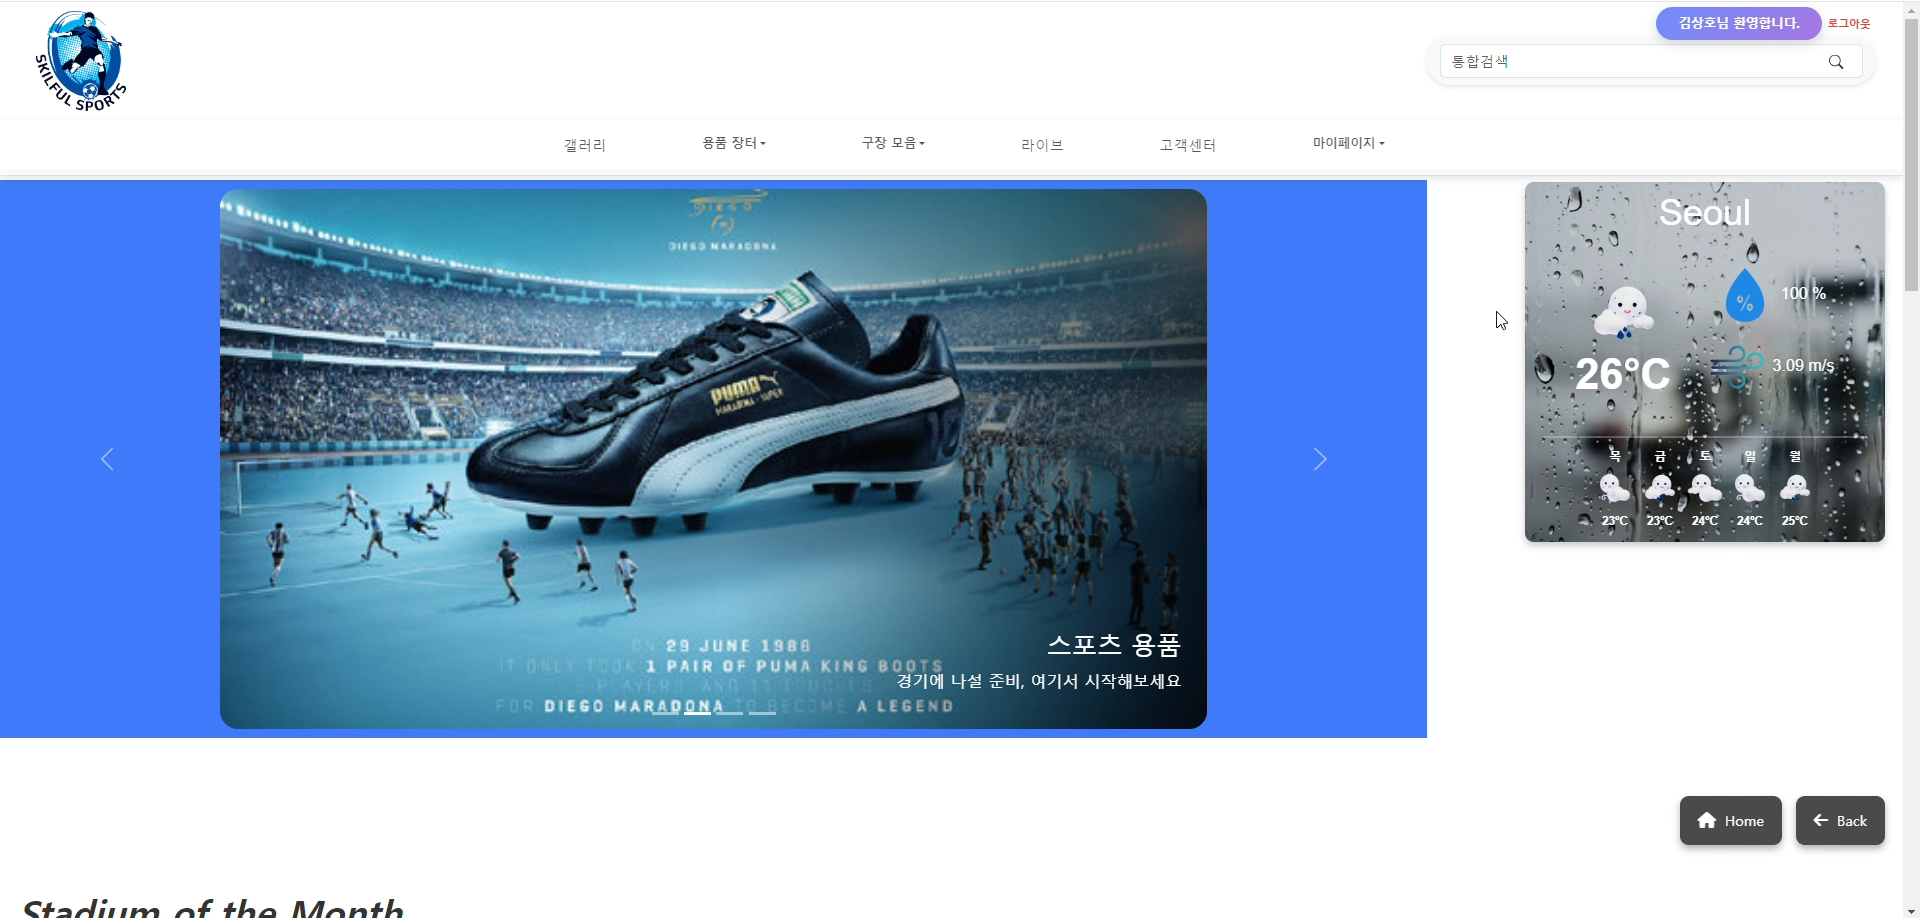 SKILFUL SPORTS
김상호님 환영합니다.
로그아웃
통합검색
갤러리
용품 장터
구장 모음
라이브
고객센터
마이페이지
DIEGO
DIEGO MARADONA
PUMA
MARADONA SUPER
ON 29 JUNE 1986
IT ONLY TOOK 1 PAIR OF PUMA KING BOOTS
PLAYERS AND 11 TOUCHES
FOR DIEGO MARADONA TO BECOME A LEGEND
스포츠 용품
경기에 나설 준비, 여기서 시작해보세요
Seoul
%
100 %
26°C
3.09 m/s
목 금 토 일 월
23°C 23°C 24°C 24°C 25°C
Home
Back
Stadium of the Month